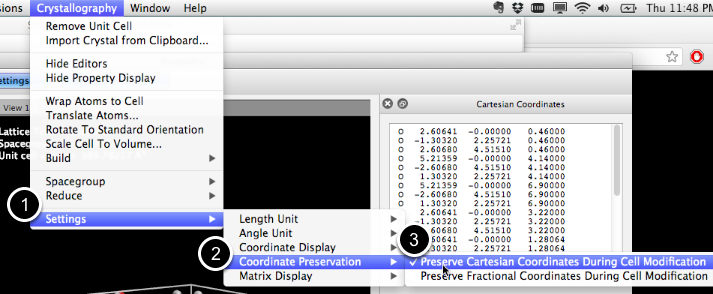 sions Crystallography Window Help Thu 11:48 PM
Remove Unit Cell
Import Crystal from Clipboard...
Hide Editors
Hide Property Display
ettings
View 1
Wrap Atoms to Cell
Translate Atoms...
Rotate To Standard Orientation
Scale Cell To Volume...
Build
Spacegroup
Reduce
Settings
Lattice
Spaceg
Unit ce
Cartesian Coordinates
O 2.60641 -0.00000 0.46000
O -1.30320 2.25721 0.46000
O 2.60680 4.51510 0.46000
O 5.21359 -0.00000 4.14000
O 2.60680 4.51510 4.14000
O 1.30320 2.25721 4.14000
O 5.21359 -0.00000 6.90000
O 2.60680 4.51510 6.90000
O 1.30320 2.25721 6.90000
2.60641 -0.00000 3.22000
-1.30320 2.25721 3.22000
2.60680 4.51510 3.22000
2.60641 -0.00000 1.28064
-1.30320 2.25721 1.28064
1
2
3
Length Unit
Angle Unit
Coordinate Display
Coordinate Preservation
Matrix Display
✓ Preserve Cartesian Coordinates During Cell Modification
Preserve Fractional Coordinates During Cell Modification